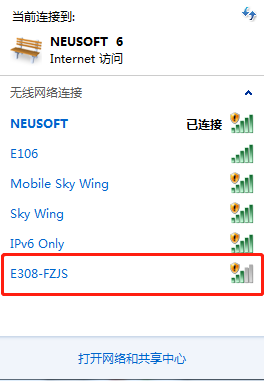 当前连接到:
NEUSOFT  6
Internet 访问
无线网络连接
NEUSOFT 已连接
E106
Mobile Sky Wing
Sky Wing
IPv6 Only
E308-FZJS
打开网络和共享中心